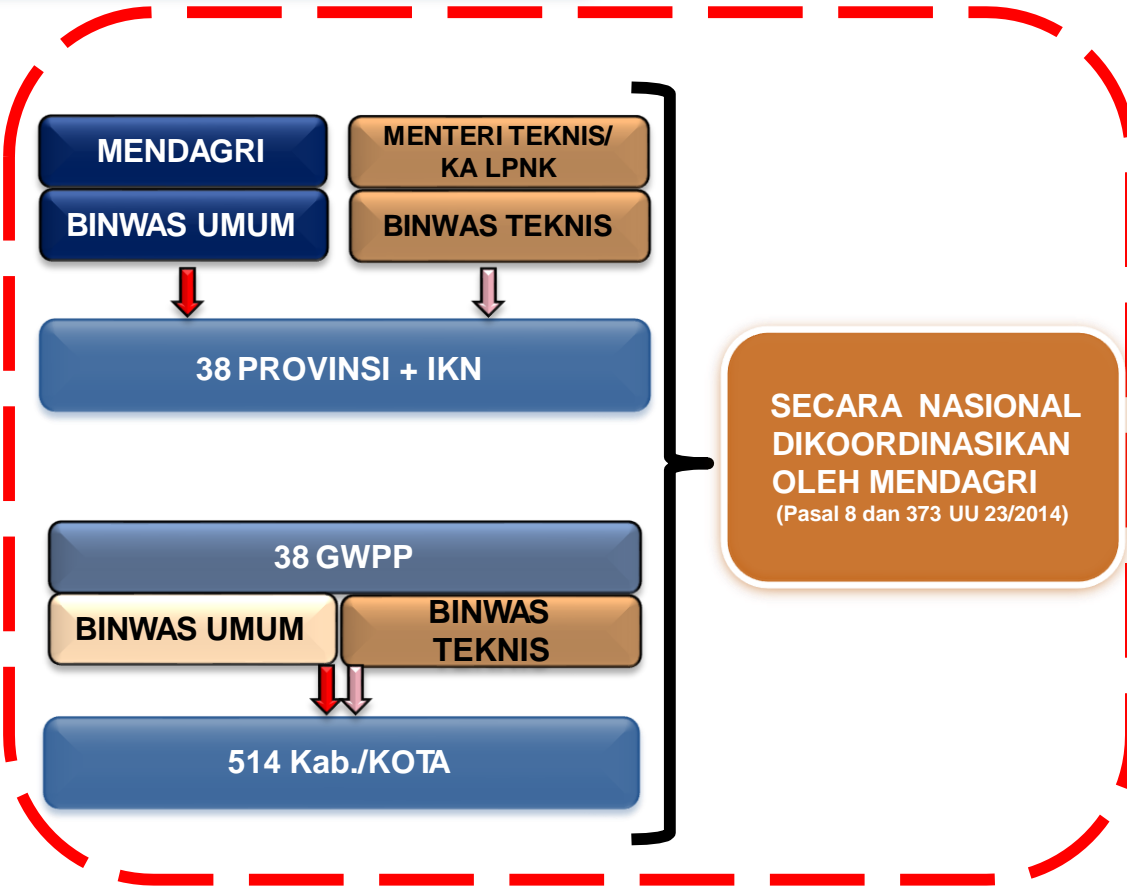 MENDAGRI
BINWAS UMUM
MENTERI TEKNIS/
KA LPNK
BINWAS TEKNIS
38 PROVINSI + IKN
38 GWPP
BINWAS UMUM
BINWAS
TEKNIS
514 Kab./KOTA
SECARA NASIONAL
DIKOORDINASIKAN
OLEH MENDAGRI
(Pasal 8 dan 373 UU 23/2014)